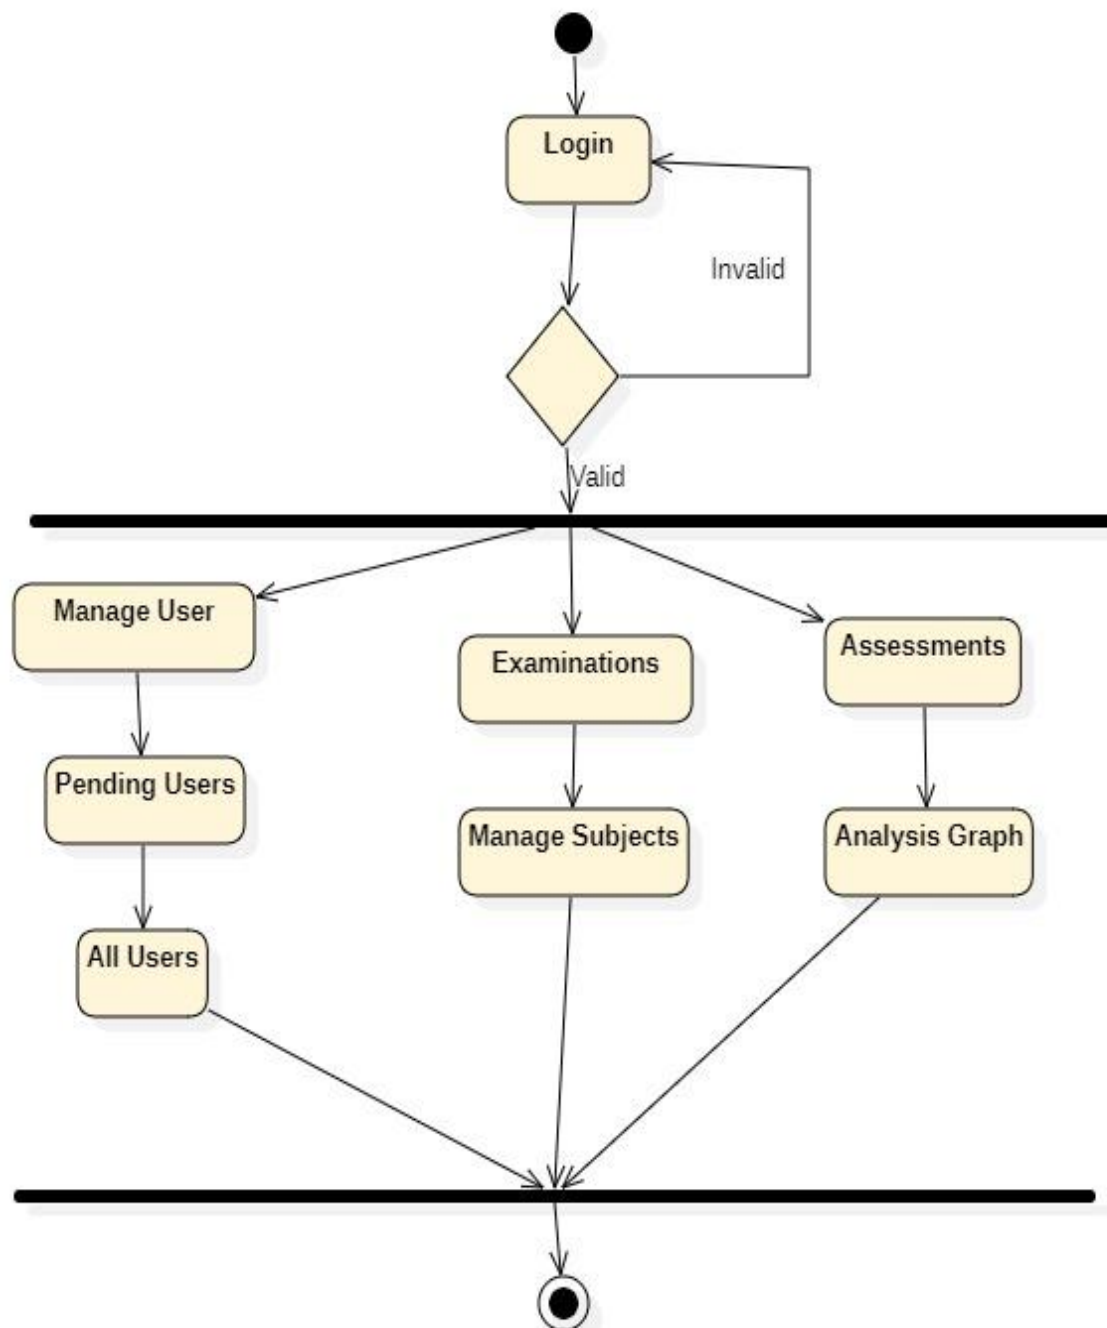 Login
Invalid
Valid
Manage User
Examinations
Assessments
Pending Users
Manage Subjects
Analysis Graph
All Users